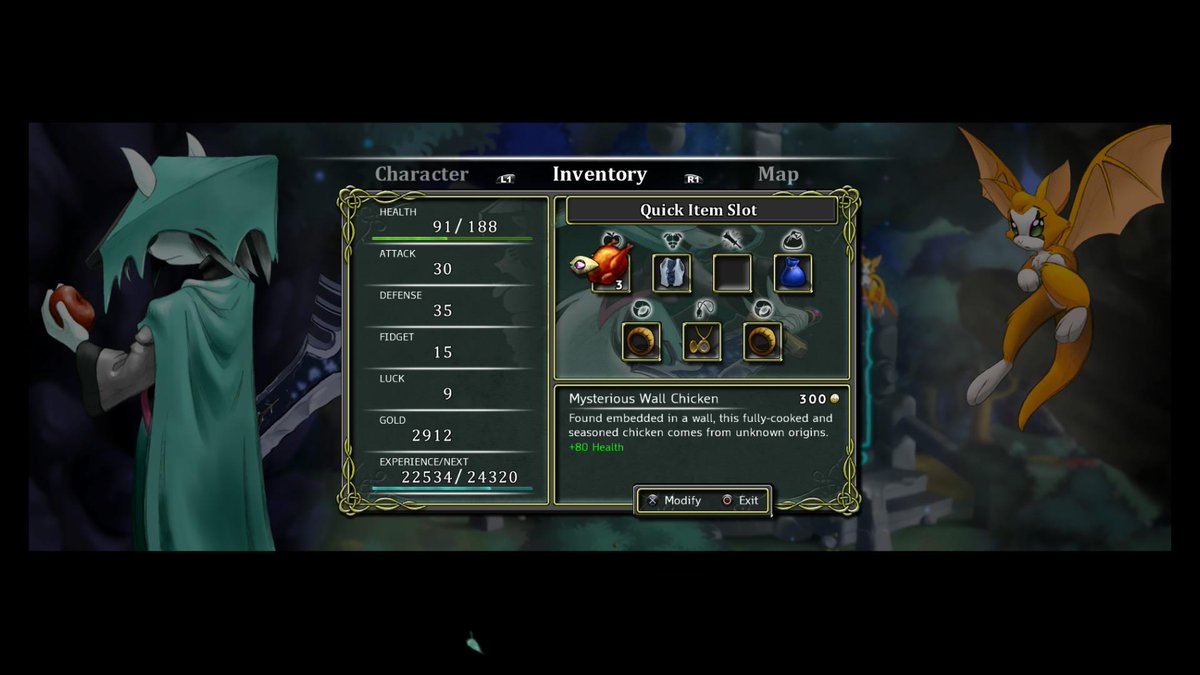 Character L1 Inventory R1 Map
HEALTH
91/188
ATTACK
30
DEFENSE
35
FIDGET
15
LUCK
9
GOLD
2912
EXPERIENCE/NEXT
22534/24320
Quick Item Slot
3
Mysterious Wall Chicken 300
Found embedded in a wall, this fully-cooked and
seasoned chicken comes from unknown origins.
+80 Health
Modify Exit